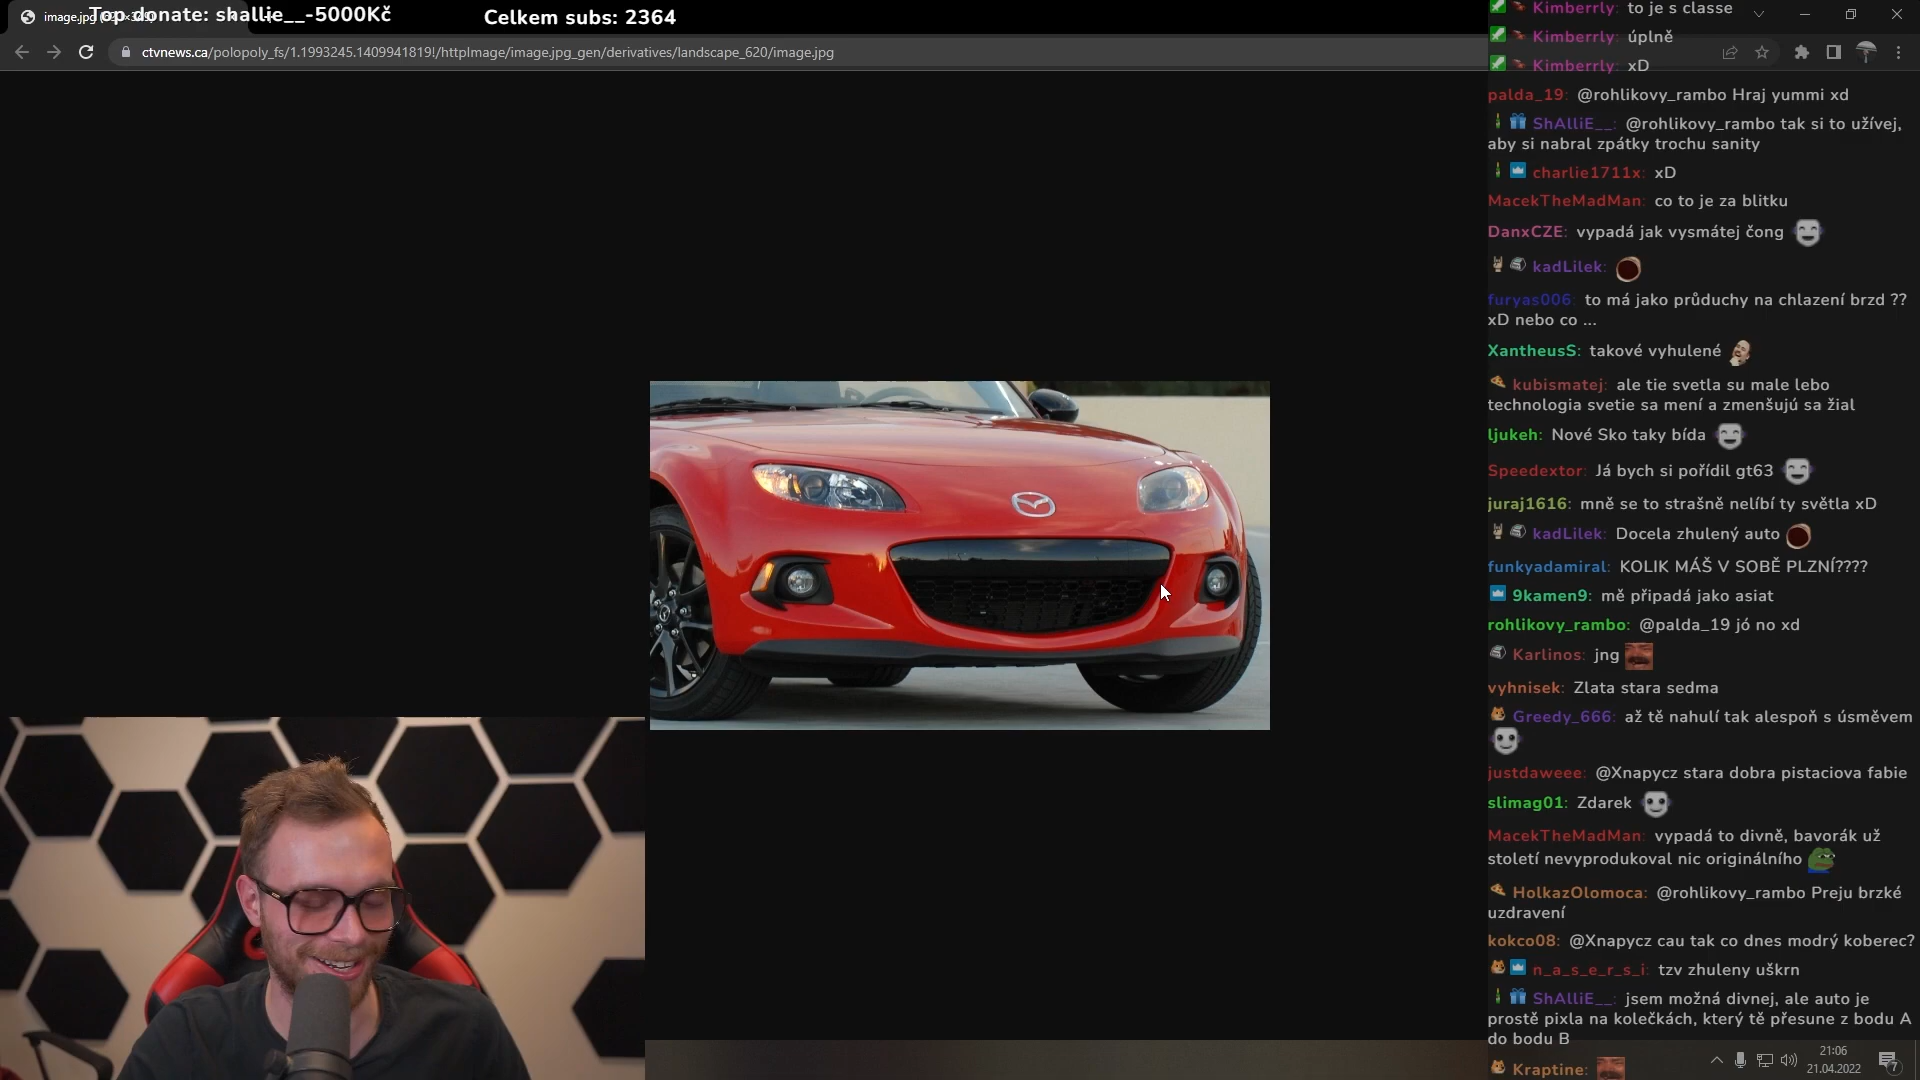 Top donate: shallie__-5000Kč
Celkem subs: 2364
ctvnews.ca/polopoly_fs/1.1993245.1409941819!/httpImage/image.jpg_gen/derivatives/landscape_620/image.jpg
Kimberrly: to je s classe
Kimberrly: úplně
Kimberrly: xD
palda_19: @rohlikovy_rambo Hraj yummi xd
ShAlliE__: @rohlikovy_rambo tak si to užívej,
aby si nabral zpátky trochu sanity
charlie1711x: xD
MacekTheMadMan: co to je za blitku
DanxCZE: vypadá jak vysmátej čong
kadLilek:
furyas006: to má jako průduchy na chlazení brzd ??
xD nebo co ...
XantheusS: takové vyhulené
kubismatej: ale tie svetla su male lebo
technologia svetie sa mení a zmenšujú sa žial
ljukeh: Nové Sko taky bída
Speedextor: Já bych si pořídil gt63
juraj1616: mně se to strašně nelíbí ty světla xD
kadLilek: Docela zhulený auto
funkyadamiral: KOLIK MÁŠ V SOBĚ PLZNÍ????
9kamen9: mě připadá jako asiat
rohlikovy_rambo: @palda_19 jó no xd
Karlinos: jng
vyhnisek: Zlata stara sedma
Greedy_666: až tě nahulí tak alespoň s úsměvem
justdaweee: @Xnapycz stara dobra pistaciova fabie
slimag01: Zdarek
MacekTheMadMan: vypadá to divně, bavorák už
století nevyprodukoval nic originálního
HolkazOlomoca: @rohlikovy_rambo Preju brzké
uzdravení
kokco08: @Xnapycz cau tak co dnes modrý koberec?
n_a_s_e_r_s_i: tzv zhuleny uškrn
ShAlliE__: jsem možná divnej, ale auto je
prostě pixla na kolečkách, který tě přesune z bodu A
do bodu B
Kraptine:
21:06
21.04.2022
7